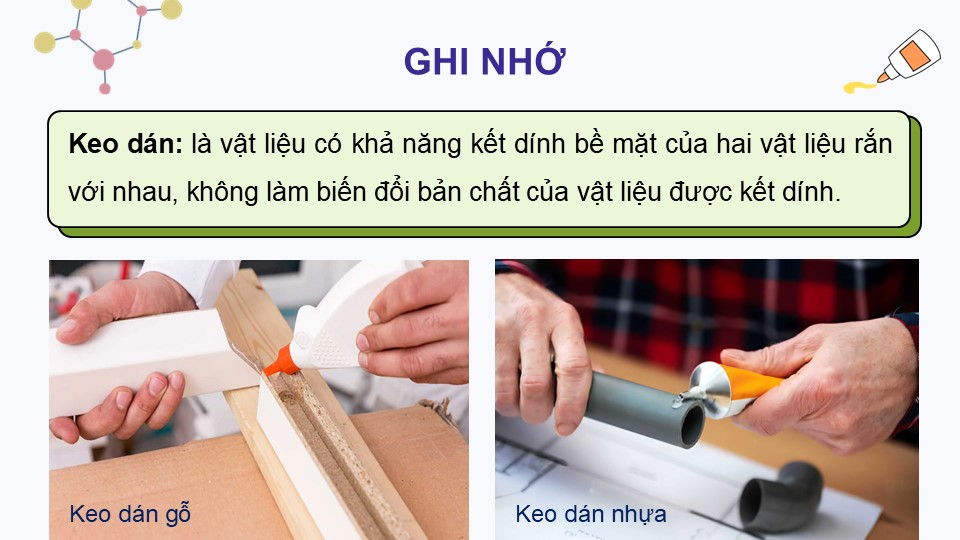 GHI NHỚ
Keo dán: là vật liệu có khả năng kết dính bề mặt của hai vật liệu rắn
với nhau, không làm biến đổi bản chất của vật liệu được kết dính.
Keo dán gỗ
Keo dán nhựa